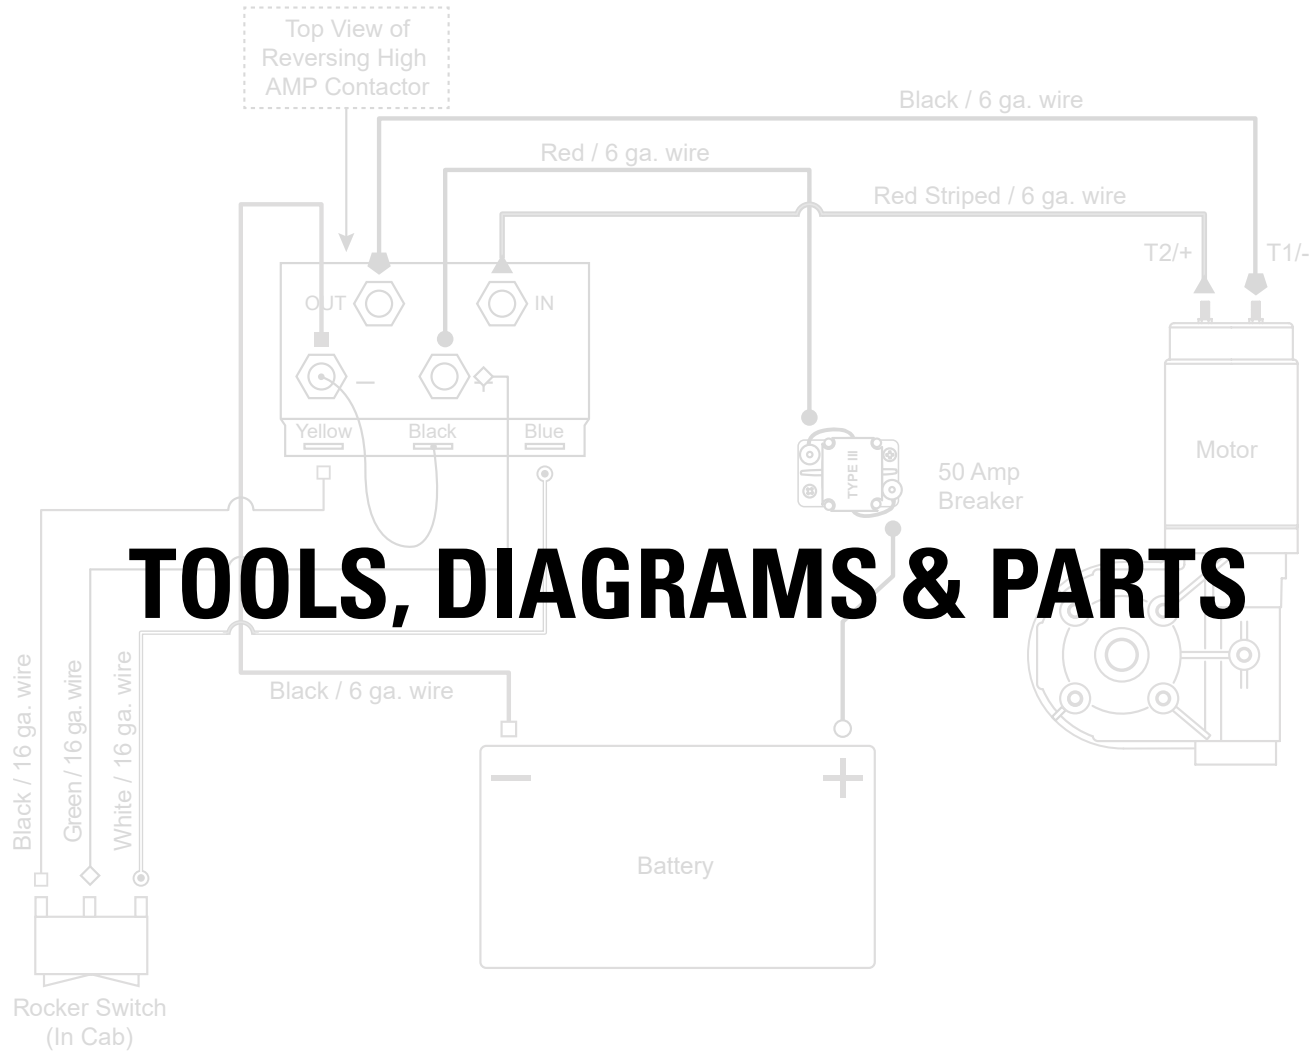 Top View of
Reversing High
AMP Contactor
Black / 6 ga. wire
Red / 6 ga. wire
Red Striped / 6 ga. wire
T2/+
T1/-
OUT
IN
–
+
Yellow
Black
Blue
TYPE III
50 Amp
Breaker
Motor
TOOLS, DIAGRAMS & PARTS
Black / 16 ga. wire
Green / 16 ga. wire
White / 16 ga. wire
Black / 6 ga. wire
–
+
Battery
Rocker Switch
(In Cab)